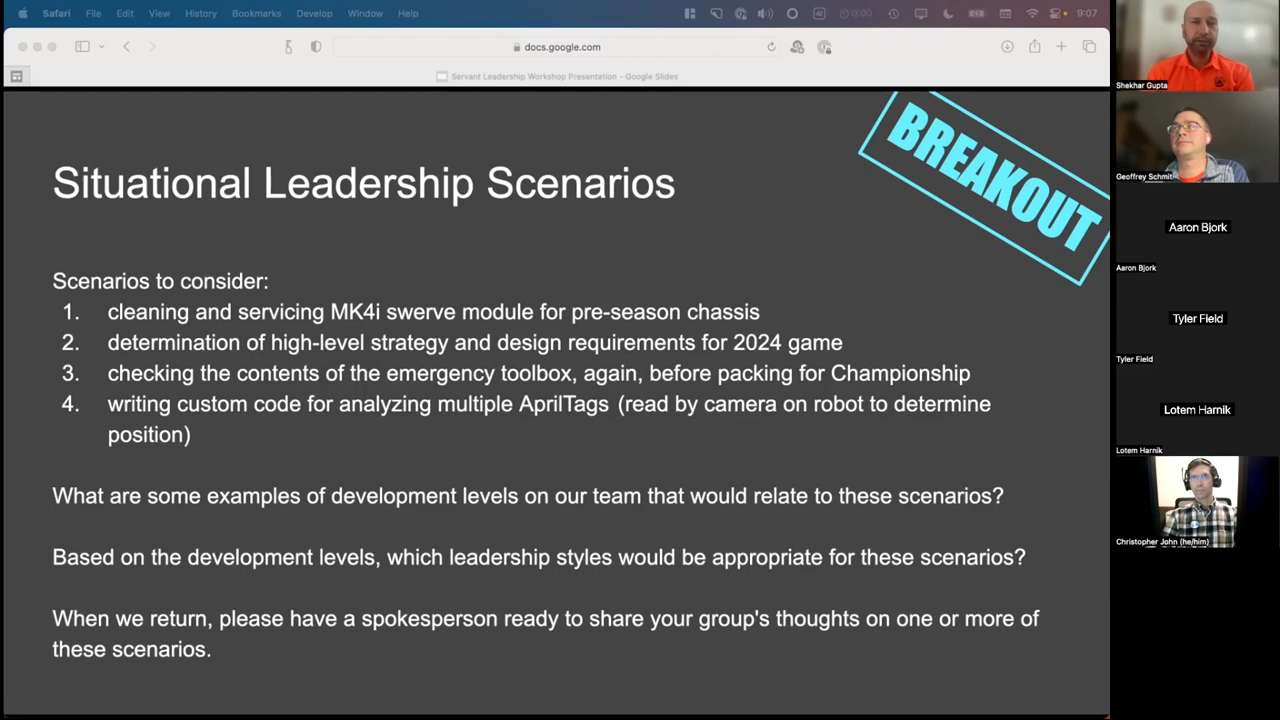 Safari File Edit View History Bookmarks Develop Window Help 0:00 9:07
docs.google.com
Servant Leadership Workshop Presentation - Google Slides
BREAKOUT
Situational Leadership Scenarios
Scenarios to consider:
1. cleaning and servicing MK4i swerve module for pre-season chassis
2. determination of high-level strategy and design requirements for 2024 game
3. checking the contents of the emergency toolbox, again, before packing for Championship
4. writing custom code for analyzing multiple AprilTags (read by camera on robot to determine
position)
What are some examples of development levels on our team that would relate to these scenarios?
Based on the development levels, which leadership styles would be appropriate for these scenarios?
When we return, please have a spokesperson ready to share your group's thoughts on one or more of
these scenarios.
Shekhar Gupta
Geoffrey Schmit
Aaron Bjork
Aaron Bjork
Tyler Field
Tyler Field
Lotem Harnik
Lotem Harnik
Christopher John (he/him)